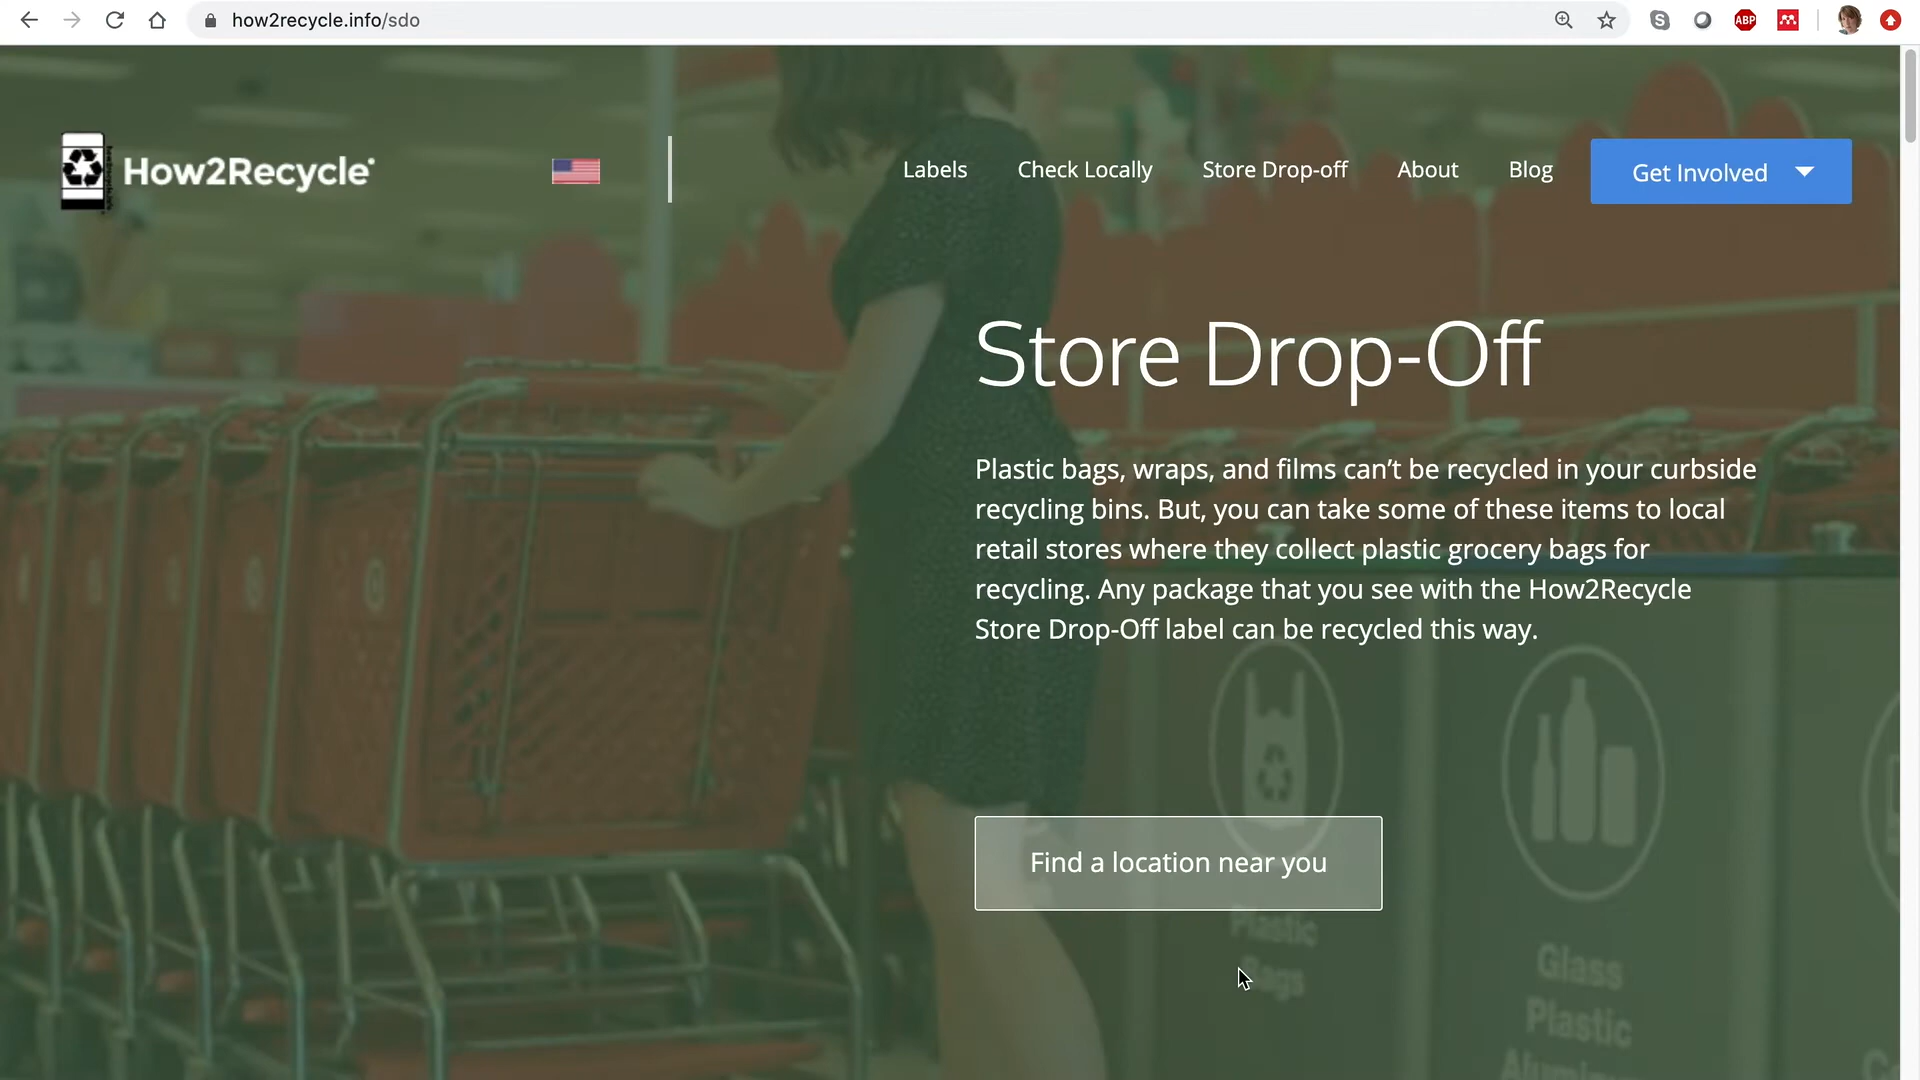 how2recycle.info/sdo
ABP
How2Recycle®
Labels
Check Locally
Store Drop-off
About
Blog
Get Involved
Store Drop-Off
Plastic bags, wraps, and films can’t be recycled in your curbside
recycling bins. But, you can take some of these items to local
retail stores where they collect plastic grocery bags for
recycling. Any package that you see with the How2Recycle
Store Drop-Off label can be recycled this way.
Find a location near you
Plastic
Bags
Glass
Plastic